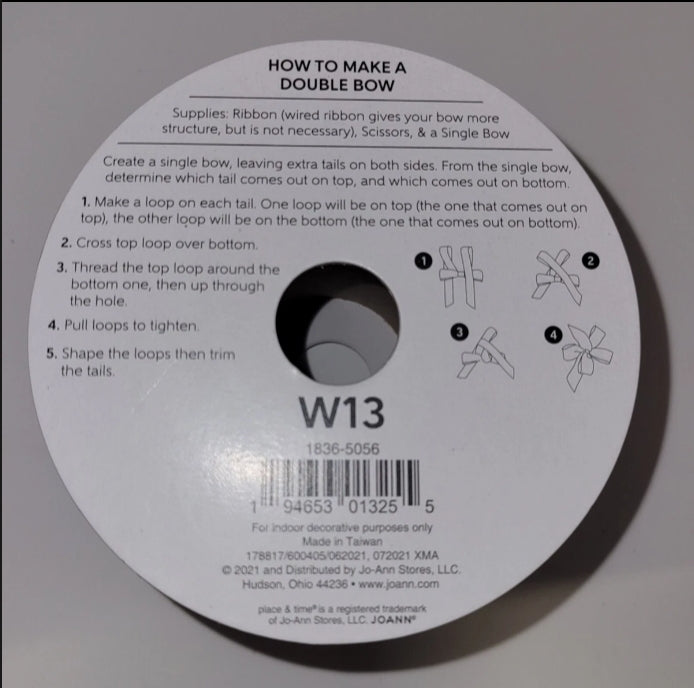 HOW TO MAKE A
DOUBLE BOW
Supplies: Ribbon (wired ribbon gives your bow more
structure, but is not necessary), Scissors, & a Single Bow
Create a single bow, leaving extra tails on both sides. From the single bow,
determine which tail comes out on top, and which comes out on bottom.
1. Make a loop on each tail. One loop will be on top (the one that comes out on
top), the other loop will be on the bottom (the one that comes out on bottom).
2. Cross top loop over bottom.
3. Thread the top loop around the
bottom one, then up through
the hole.
4. Pull loops to tighten.
5. Shape the loops then trim
the tails.
1
2
3
4
W13
1836-5056
1 94653 01325 5
For indoor decorative purposes only
Made in Taiwan
178817/600405/062021, 072021 XMA
© 2021 and Distributed by Jo-Ann Stores, LLC.
Hudson, Ohio 44236 • www.joann.com
place & time® is a registered trademark
of Jo-Ann Stores, LLC. JOANN®